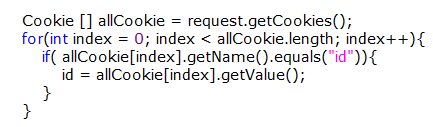 Cookie [] allCookie = request.getCookies();
for(int index = 0; index < allCookie.length; index++){
if( allCookie[index].getName().equals("id")){
id = allCookie[index].getValue();
}
}